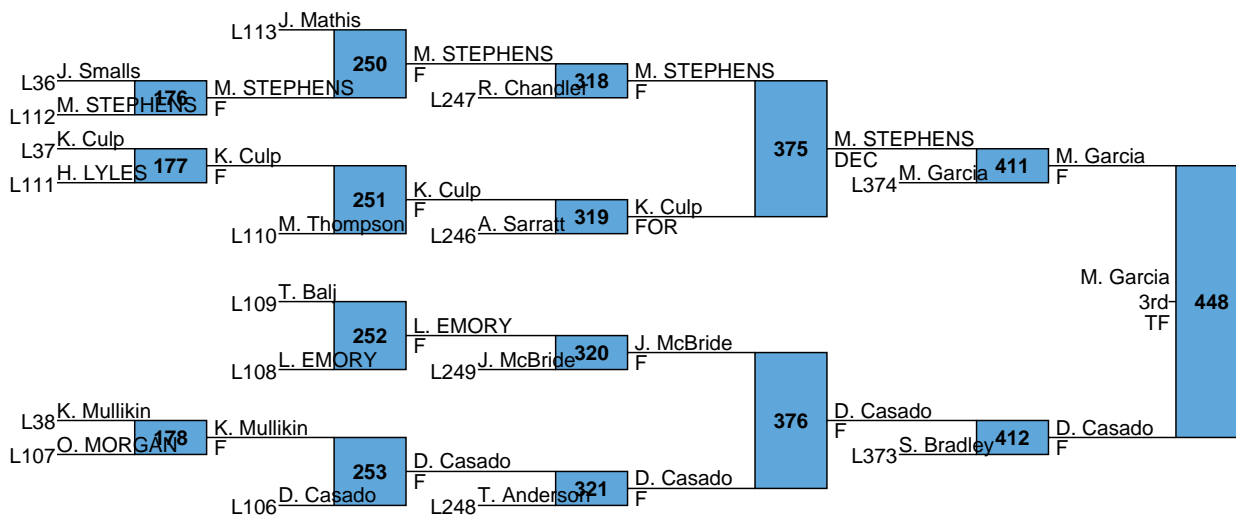 J. Mathis
L113
250
M. STEPHENS
F
J. Smalls
L36
176
M. STEPHENS
F
M. STEPHENS
L112
318
M. STEPHENS
F
R. Chandler
L247
K. Culp
L37
177
K. Culp
F
H. LYLES
L111
375
M. STEPHENS
DEC
411
M. Garcia
F
M. Garcia
L374
251
K. Culp
F
M. Thompson
L110
319
K. Culp
FOR
A. Sarratt
L246
M. Garcia
3rd
TF
448
T. Balj
L109
252
L. EMORY
F
L. EMORY
L108
320
J. McBride
F
J. McBride
L249
376
D. Casado
F
412
D. Casado
F
S. Bradley
L373
K. Mullikin
L38
178
K. Mullikin
F
O. MORGAN
L107
253
D. Casado
F
D. Casado
L106
321
D. Casado
F
T. Anderson
L248